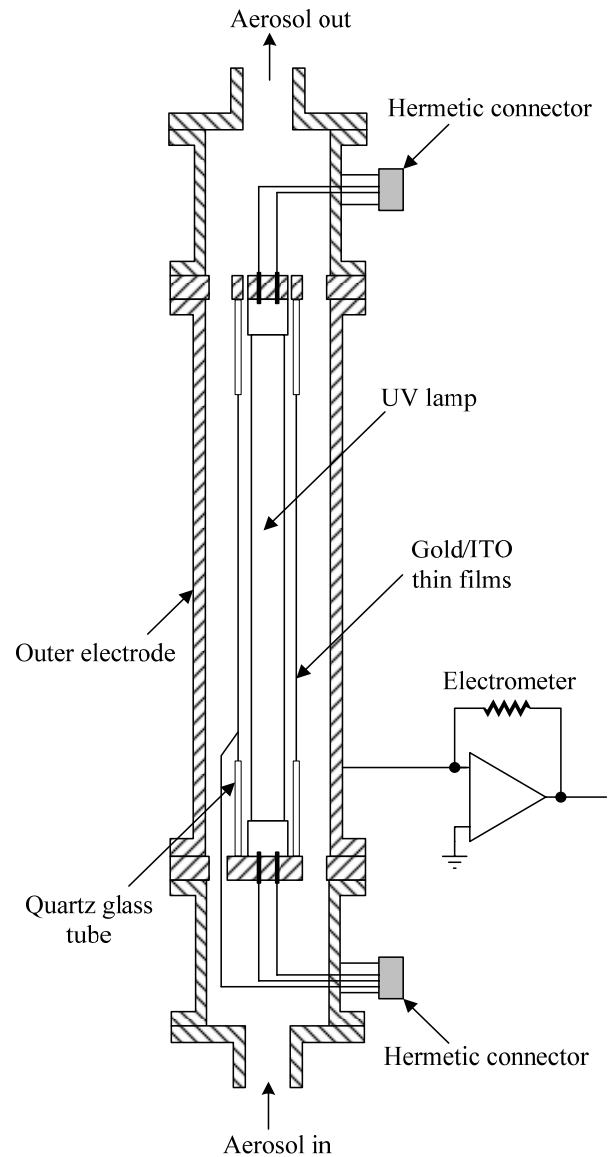 Aerosol out
Hermetic connector
UV lamp
Gold/ITO
thin films
Outer electrode
Electrometer
Quartz glass
tube
Hermetic connector
Aerosol in